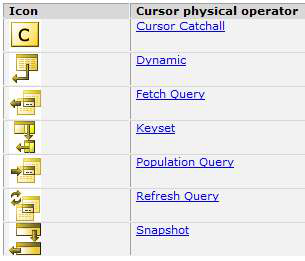 Icon Cursor physical operator
C Cursor Catchall
Dynamic
Fetch Query
Keyset
Population Query
Refresh Query
Snapshot